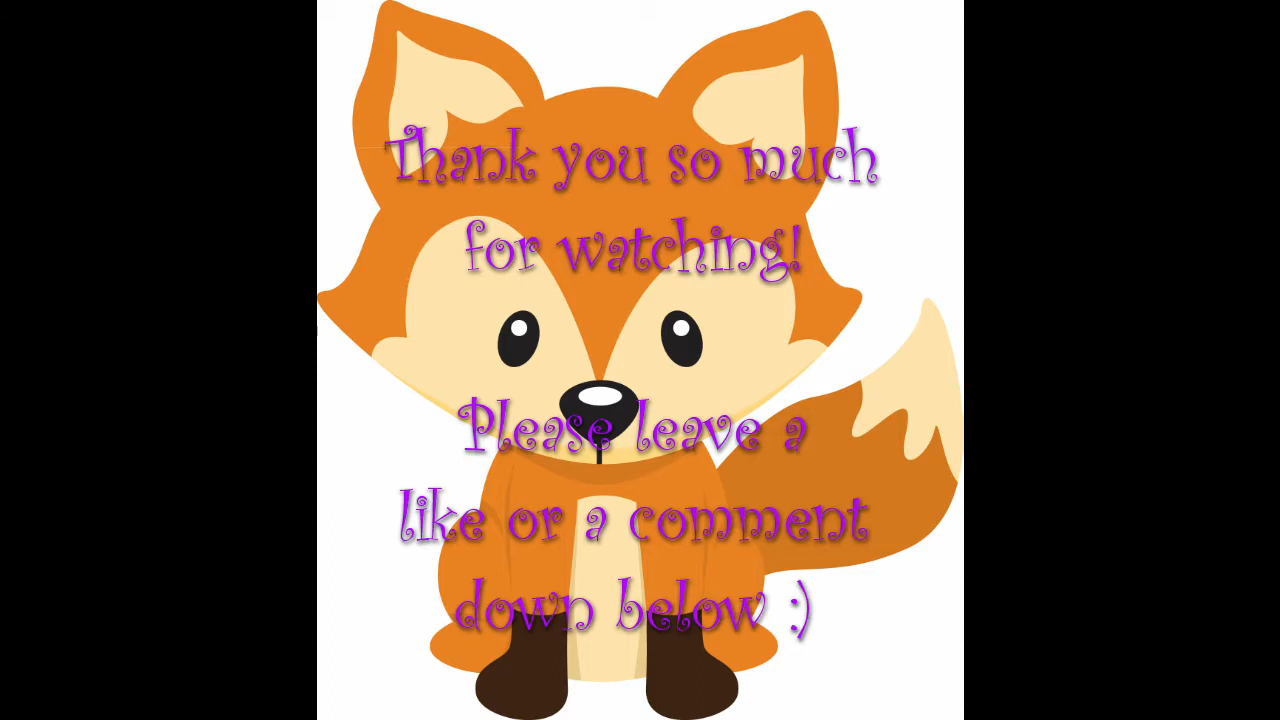 Thank you so much
for watching!
Please leave a
like or a comment
down below :)